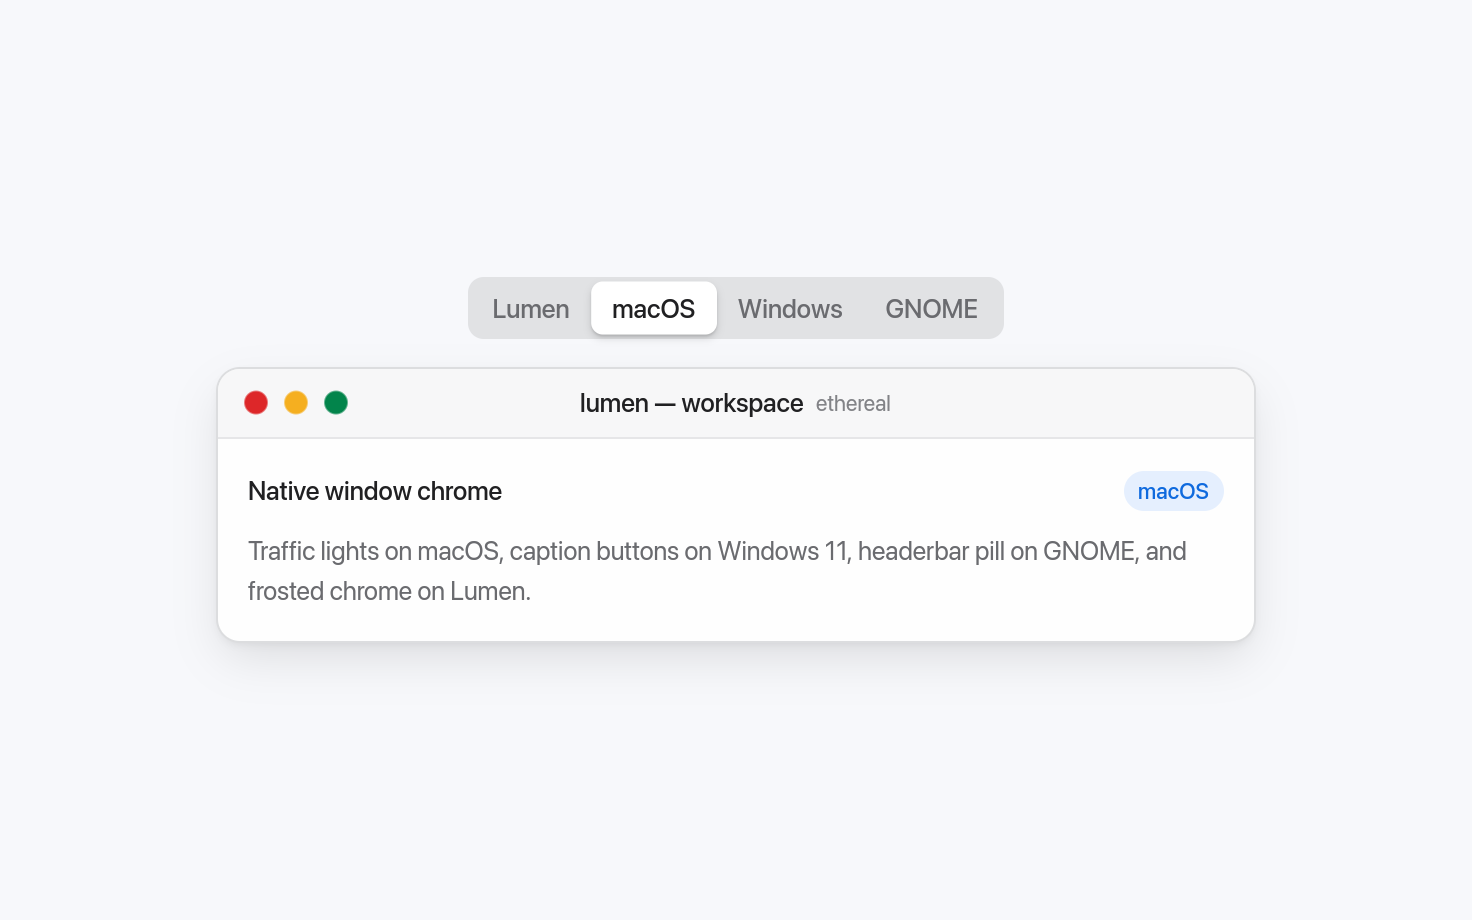 Lumen macOS Windows GNOME
lumen — workspace ethereal
Native window chrome macOS
Traffic lights on macOS, caption buttons on Windows 11, headerbar pill on GNOME, and
frosted chrome on Lumen.